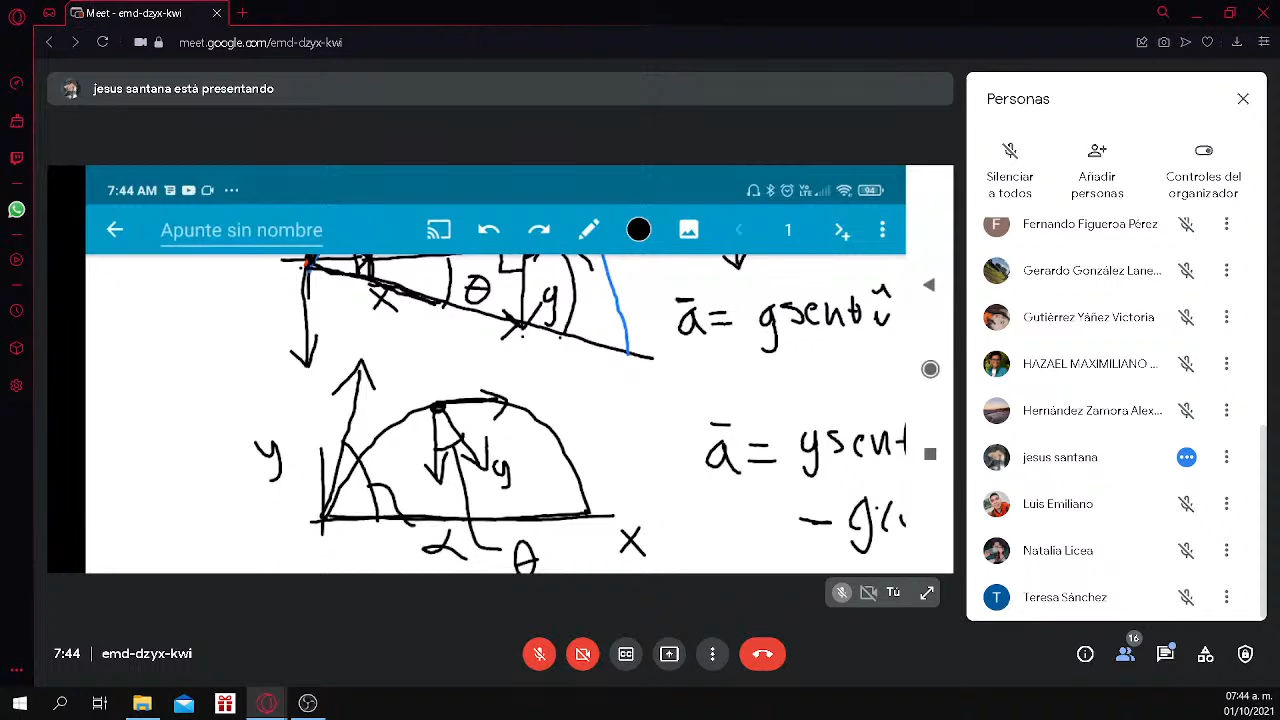 Meet - emd-dzyx-kwi
meet.google.com/emd-dzyx-kwi
jesus santana está presentando
7:44 AM
Vo
LTE
94
Apunte sin nombre
1
θ
x
y
ā = gsenθ î
y
g
α
θ
x
ā = gsenθ
Personas
Silenciar
a todos
Añadir
personas
Controles del
organizador
F
Fernando Figueroa Pérez
Gerardo González Lane...
Gutiérrez Yáñez Victoria
HAZAEL MAXIMILIANO ...
Hernández Zamora Alex...
jesus santana
Luis Emiliano
Natalia Licea
T
Teresa Sánchez
Tú
7:44 | emd-dzyx-kwi
16
07:44 a. m.
01/10/2021